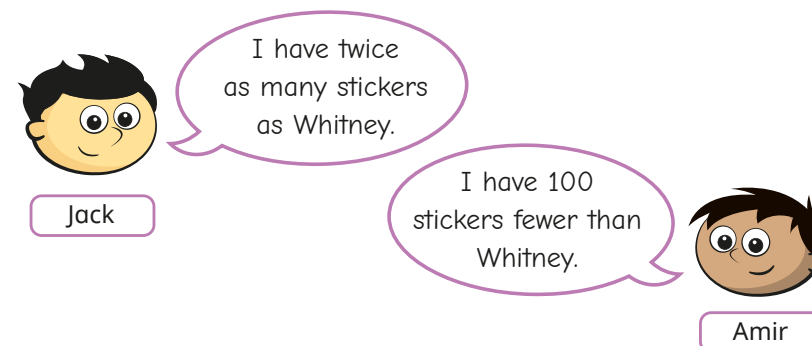 I have twice
as many stickers
as Whitney.
Jack
I have 100
stickers fewer than
Whitney.
Amir